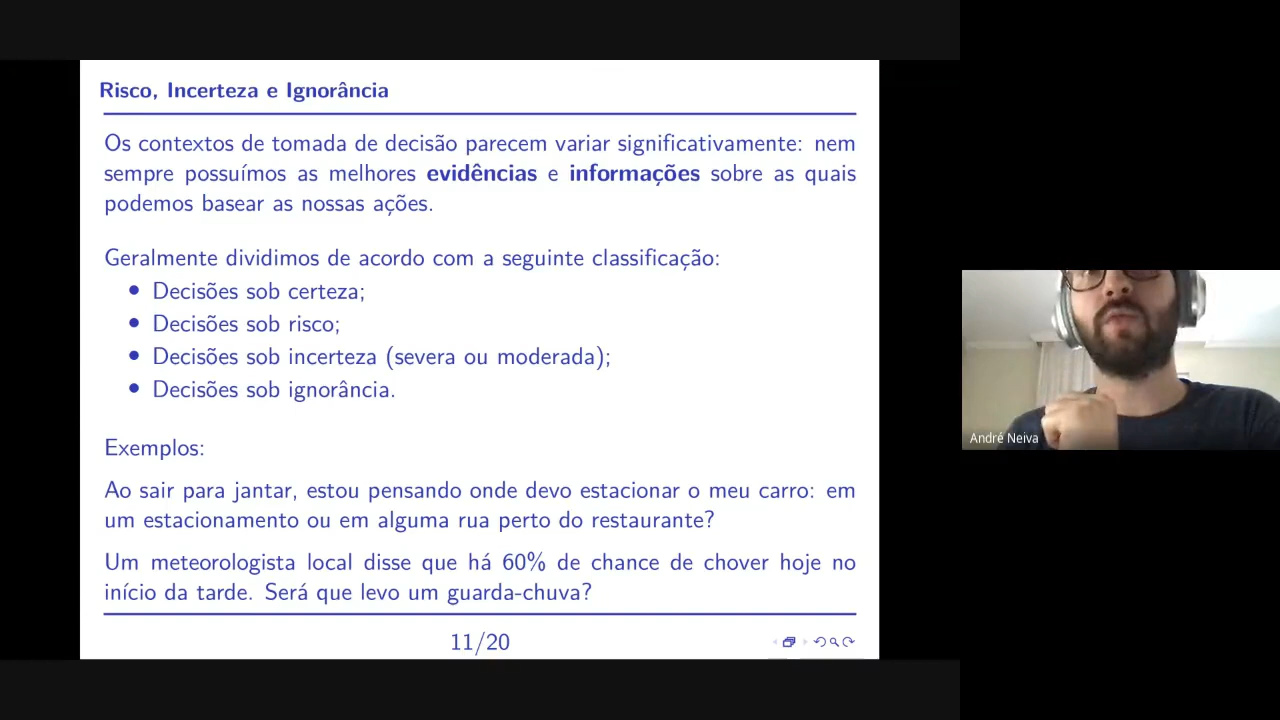 Risco, Incerteza e Ignorância
Os contextos de tomada de decisão parecem variar significativamente: nem
sempre possuímos as melhores evidências e informações sobre as quais
podemos basear as nossas ações.
Geralmente dividimos de acordo com a seguinte classificação:
• Decisões sob certeza;
• Decisões sob risco;
• Decisões sob incerteza (severa ou moderada);
• Decisões sob ignorância.
Exemplos:
Ao sair para jantar, estou pensando onde devo estacionar o meu carro: em
um estacionamento ou em alguma rua perto do restaurante?
Um meteorologista local disse que há 60% de chance de chover hoje no
início da tarde. Será que levo um guarda-chuva?
11/20
André Neiva